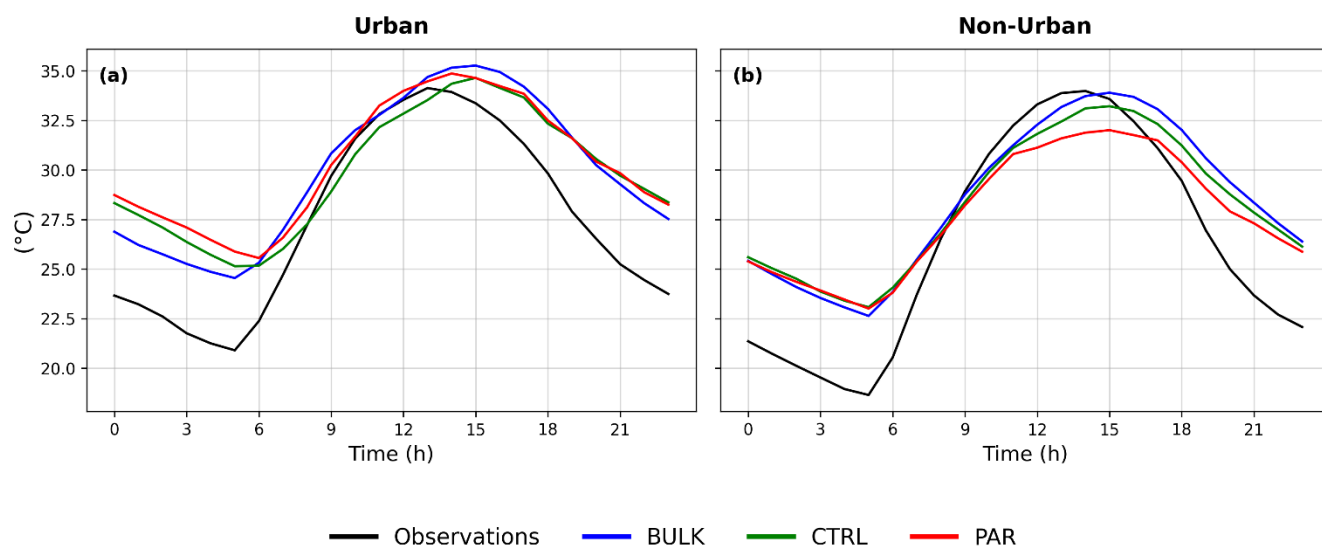 Urban
Non-Urban
(a)
(b)
(°C)
35.0
32.5
30.0
27.5
25.0
22.5
20.0
0 3 6 9 12 15 18 21
0 3 6 9 12 15 18 21
Time (h)
Time (h)
Observations BULK CTRL PAR